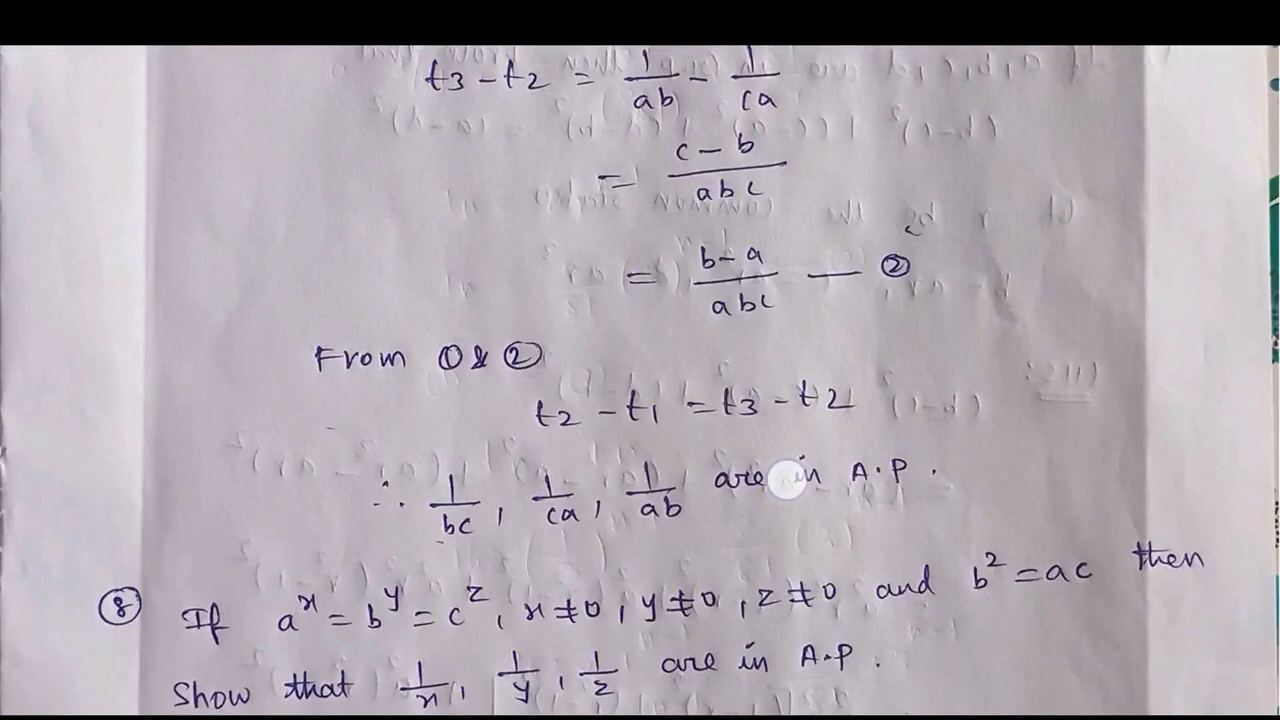 t3 - t2 = 1/ab - 1/ca
= c - b / abc
= b - a / abc — ②
From ① & ②
t2 - t1 = t3 - t2
∴ 1/bc, 1/ca, 1/ab are in A.P.
⑧ If a^x = b^y = c^z, x ≠ 0, y ≠ 0, z ≠ 0 and b² = ac then
Show that 1/x, 1/y, 1/z are in A.P.